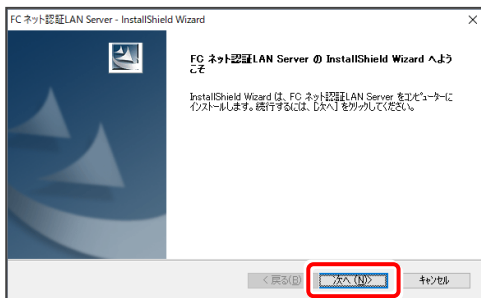 FC ネット認証LAN Server - InstallShield Wizard
FC ネット認証LAN Server の InstallShield Wizard へよう
こそ
InstallShield Wizard は、FC ネット認証LAN Server をコンピューターに
インストールします。続行するには、[次へ] をクリックしてください。
< 戻る(B)
次へ(N)>
キャンセル